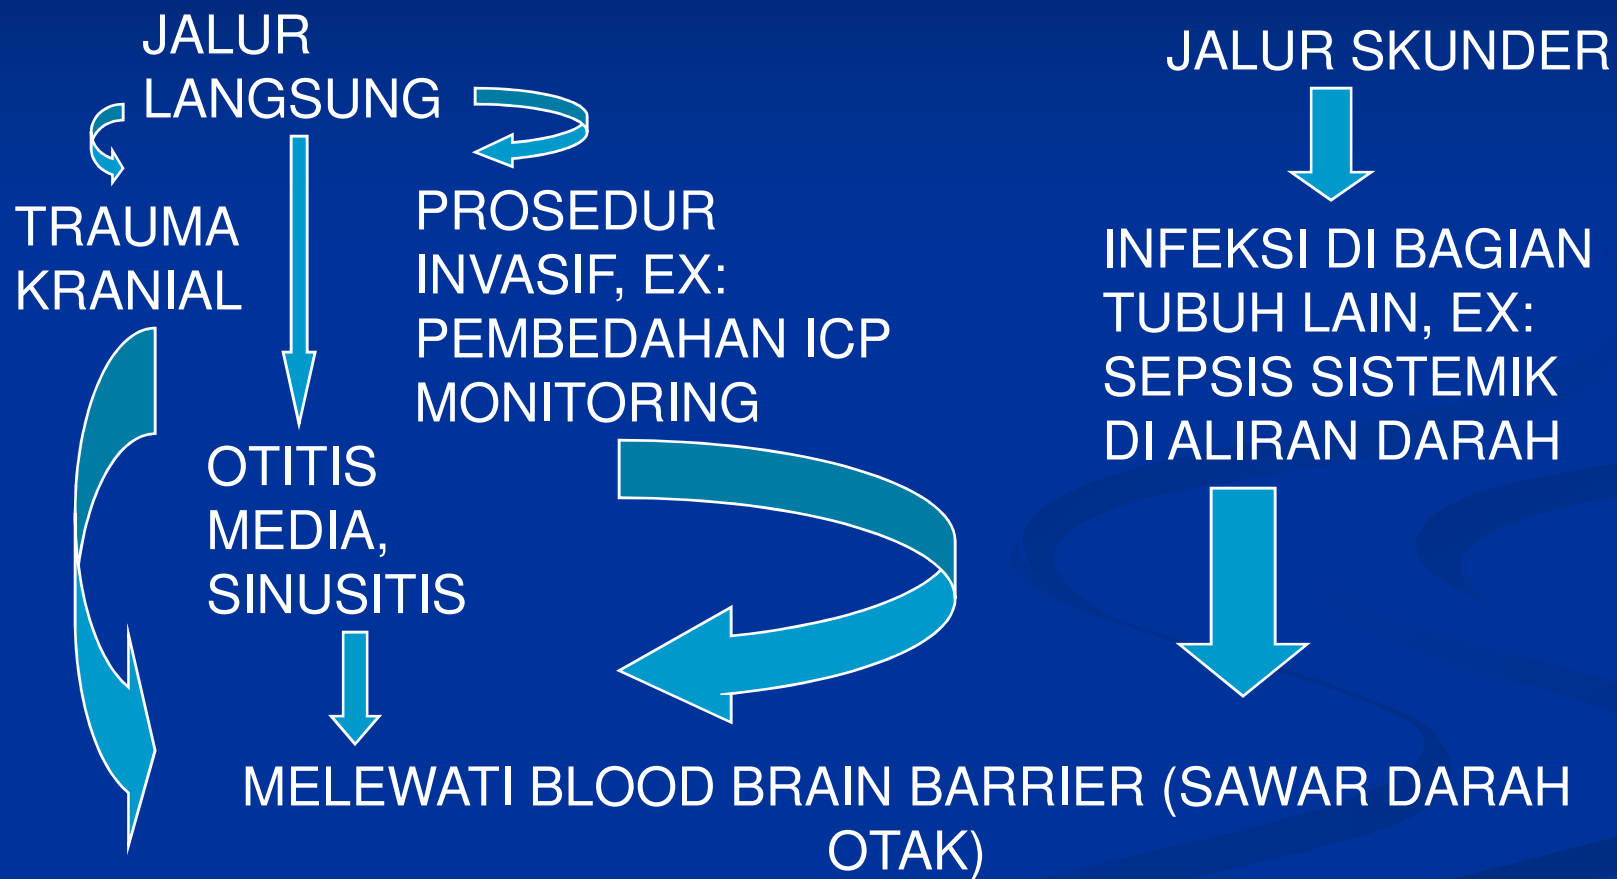 JALUR
LANGSUNG
JALUR SKUNDER
TRAUMA
KRANIAL
PROSEDUR
INVASIF, EX:
PEMBEDAHAN ICP
MONITORING
INFEKSI DI BAGIAN
TUBUH LAIN, EX:
SEPSIS SISTEMIK
DI ALIRAN DARAH
OTITIS
MEDIA,
SINUSITIS
MELEWATI BLOOD BRAIN BARRIER (SAWAR DARAH
OTAK)